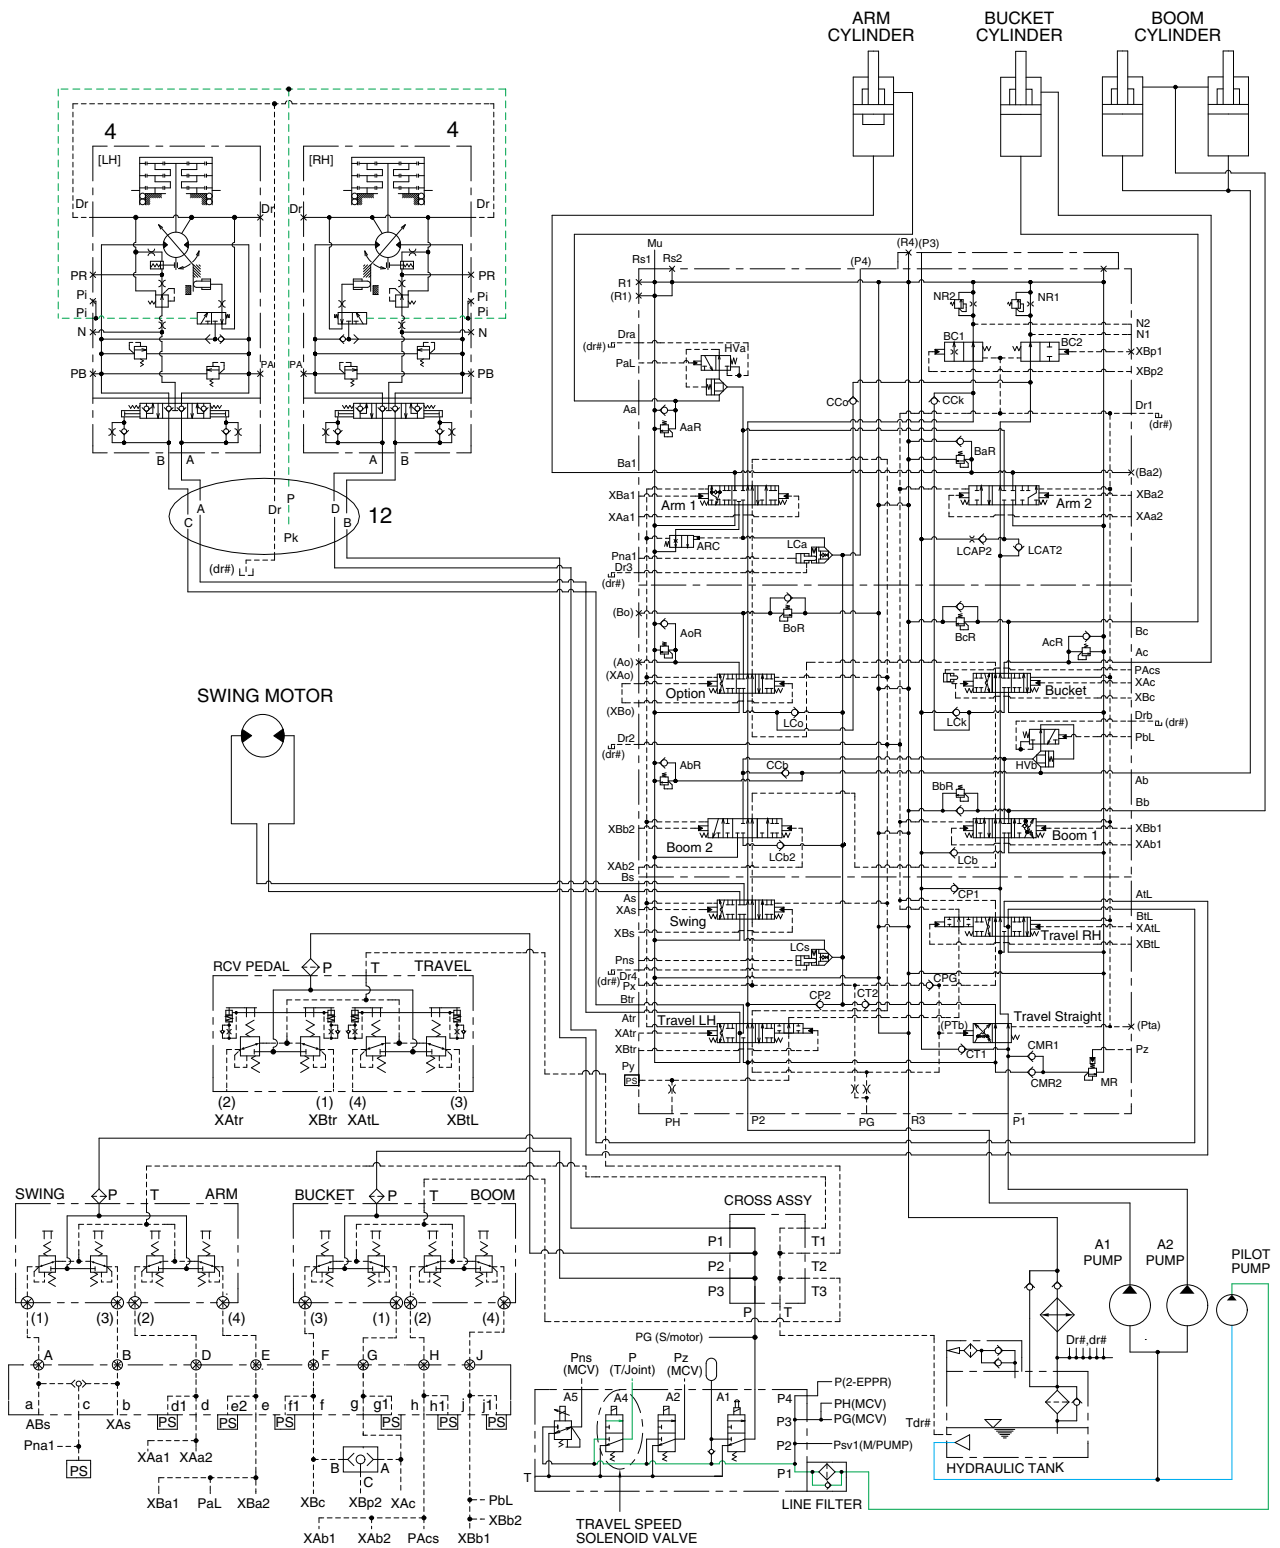 ARM
CYLINDER
BUCKET
CYLINDER
BOOM
CYLINDER
4
4
[LH]
[RH]
Dr
Dr
Dr
Dr
PR
PR
Pi
Pi
Pi
Pi
N
N
PB
PA
PA
PB
B
A
A
B
C
A
P
Dr
D
B
12
Pk
(dr#)
Mu
Rs1
Rs2
(R4)
(P3)
(P4)
R1
(R1)
NR2
NR1
N2
N1
Dra
(dr#)
HVa
PaL
BC1
BC2
XBp1
XBp2
CCo
CCk
Aa
AaR
Dr1
(dr#)
BaR
Ba1
(Ba2)
XBa1
Arm 1
XAa1
Arm 2
XBa2
XAa2
ARC
LCa
LCAP2
LCAT2
Pna1
Dr3
(dr#)
(Bo)
BoR
AoR
BcR
AcR
Bc
Ac
(Ao)
(XAo)
Option
(XBo)
LCo
PAcs
XAc
Bucket
XBc
LCk
Drb
(dr#)
PbL
Dr2
(dr#)
HVb
AbR
CCb
Ab
BbR
Bb
XBb2
Boom 2
LCb2
XAb2
XBb1
Boom 1
XAb1
LCb
Bs
As
XAs
Swing
XBs
CP1
AtL
BtL
XAtL
Travel RH
XBtL
Pns
LCs
(dr#)
Dr4
Px
CPG
Btr
CP2
CT2
Atr
Travel LH
XAtr
XBtr
(PTb)
Travel Straight
(Pta)
CT1
CMR1
CMR2
Pz
MR
Py
PS
PH
P2
PG
R3
P1
SWING MOTOR
RCV PEDAL
P
T
TRAVEL
(2)
(1)
(4)
(3)
XAtr
XBtr
XAtL
XBtL
SWING
P
T
ARM
BUCKET
P
T
BOOM
(1)
(3)
(2)
(4)
(3)
(1)
(2)
(4)
A
B
D
E
F
G
H
J
a
c
b
d1
d
e2
e
f1
f
g
g1
h
h1
j
j1
ABs
XAs
PS
PS
PS
PS
PS
PS
Pna1
PS
XAa1
XAa2
XBa1
PaL
XBa2
B
A
C
XBc
XBp2
XAc
XAb1
XAb2
PAcs
PbL
XBb2
XBb1
CROSS ASSY
P1
T1
P2
T2
P3
T3
P
T
PG (S/motor)
Pns
(MCV)
P
(T/Joint)
Pz
(MCV)
A5
A4
A2
A1
P4
P3
P2
P1
T
P(2-EPPR)
PH(MCV)
PG(MCV)
Psv1(M/PUMP)
LINE FILTER
TRAVEL SPEED
SOLENOID VALVE
A1
PUMP
A2
PUMP
PILOT
PUMP
Dr#,dr#
Tdr#
HYDRAULIC TANK